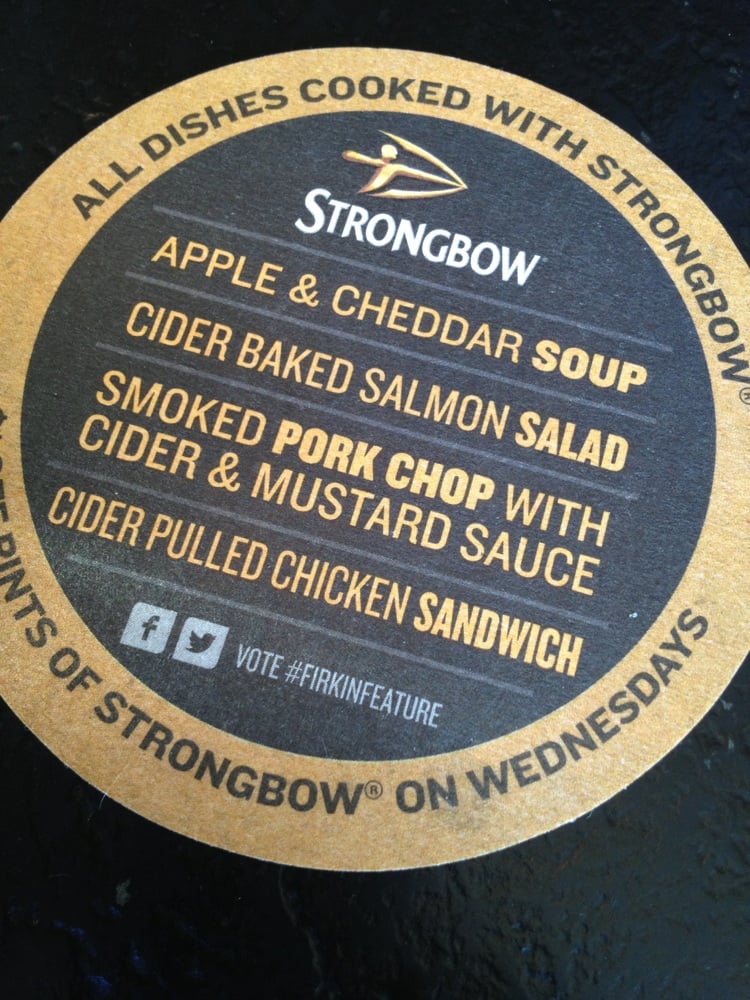 ALL DISHES COOKED WITH STRONGBOW®
STRONGBOW
APPLE & CHEDDAR SOUP
CIDER BAKED SALMON SALAD
SMOKED PORK CHOP WITH
CIDER & MUSTARD SAUCE
CIDER PULLED CHICKEN SANDWICH
f
VOTE #FIRKINFEATURE
PINTS OF STRONGBOW® ON WEDNESDAYS